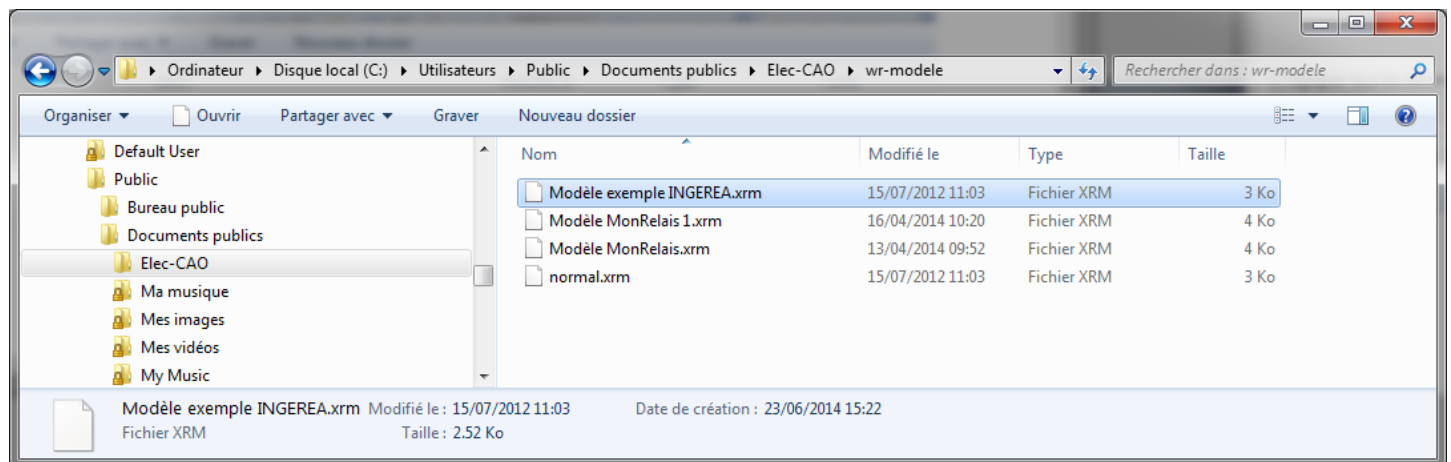 Ordinateur ▸ Disque local (C:) ▸ Utilisateurs ▸ Public ▸ Documents publics ▸ Elec-CAO ▸ wr-modele Rechercher dans : wr-modele
Organiser Ouvrir Partager avec Graver Nouveau dossier
Default User
Public
Bureau public
Documents publics
Elec-CAO
Ma musique
Mes images
Mes vidéos
My Music
Nom Modifié le Type Taille
Modèle exemple INGEREA.xrm 15/07/2012 11:03 Fichier XRM 3 Ko
Modèle MonRelais 1.xrm 16/04/2014 10:20 Fichier XRM 4 Ko
Modèle MonRelais.xrm 13/04/2014 09:52 Fichier XRM 4 Ko
normal.xrm 15/07/2012 11:03 Fichier XRM 3 Ko
Modèle exemple INGEREA.xrm Modifié le : 15/07/2012 11:03 Date de création : 23/06/2014 15:22
Fichier XRM Taille : 2.52 Ko